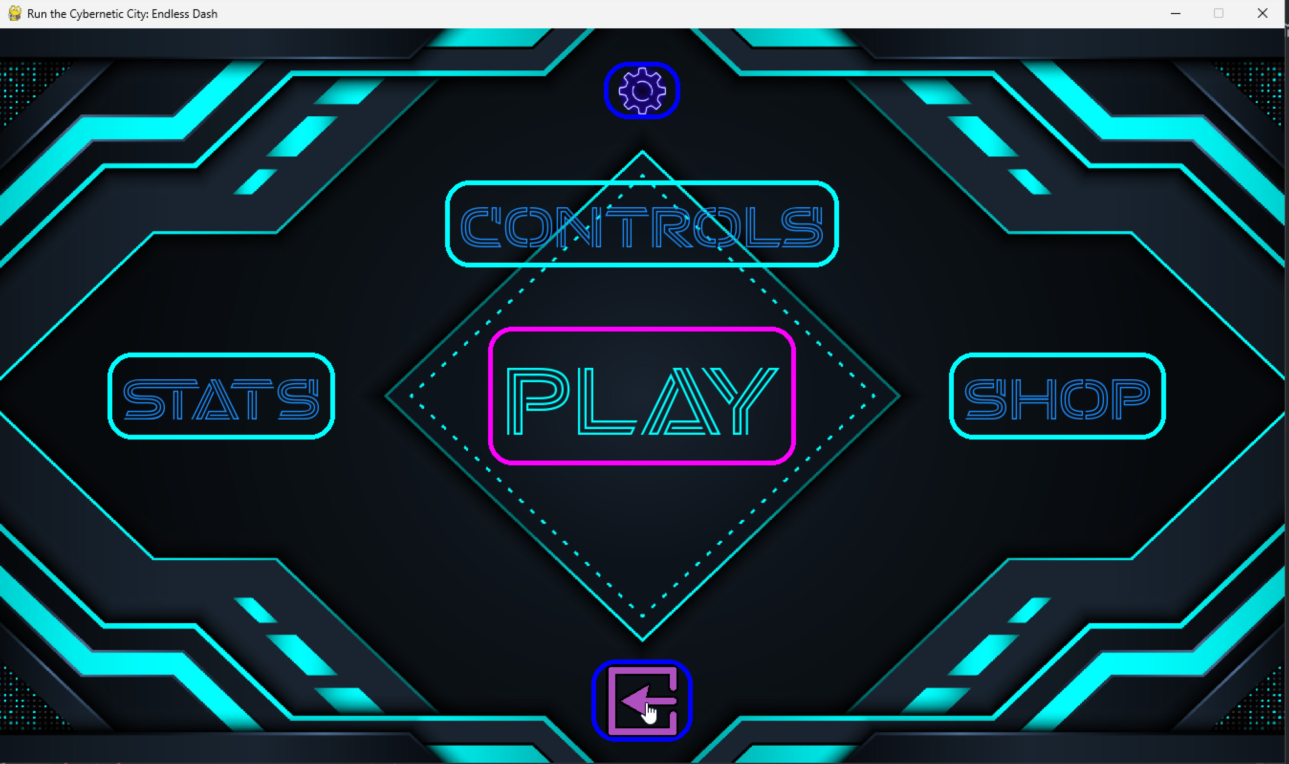 Run the Cybernetic City: Endless Dash
CONTROLS
STATS
PLAY
SHOP